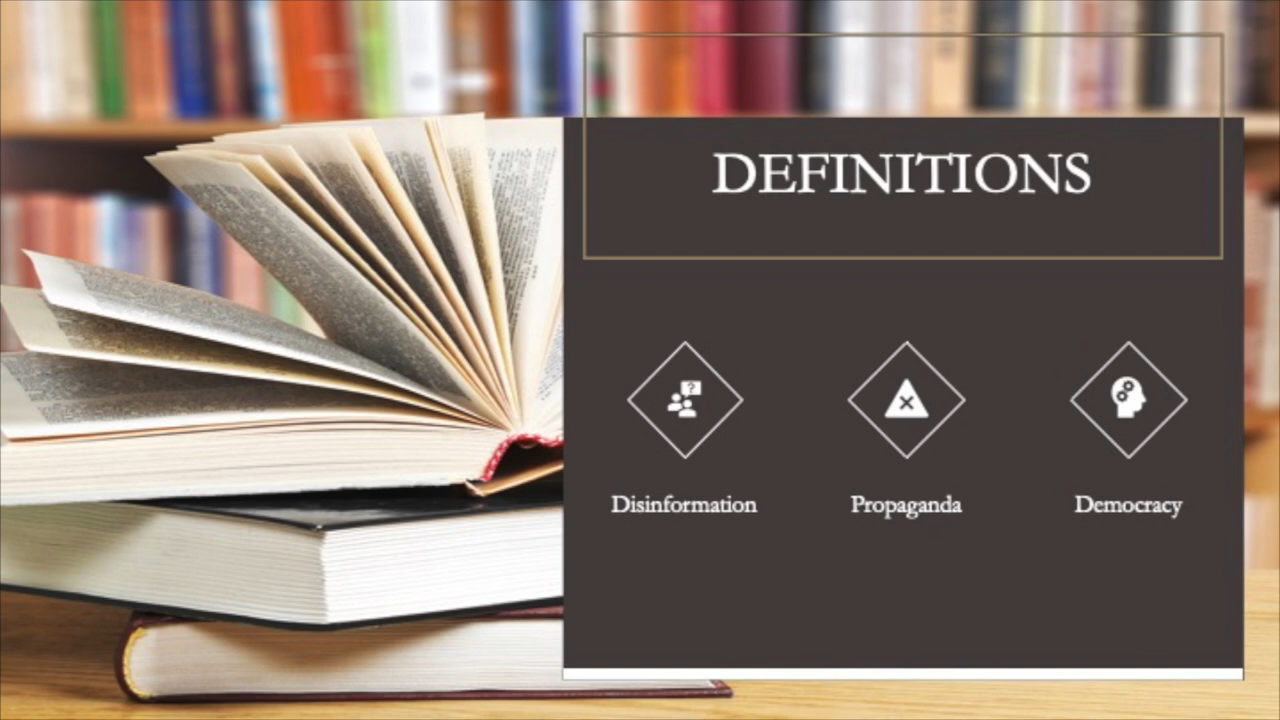 DEFINITIONS
?
Disinformation
Propaganda
Democracy